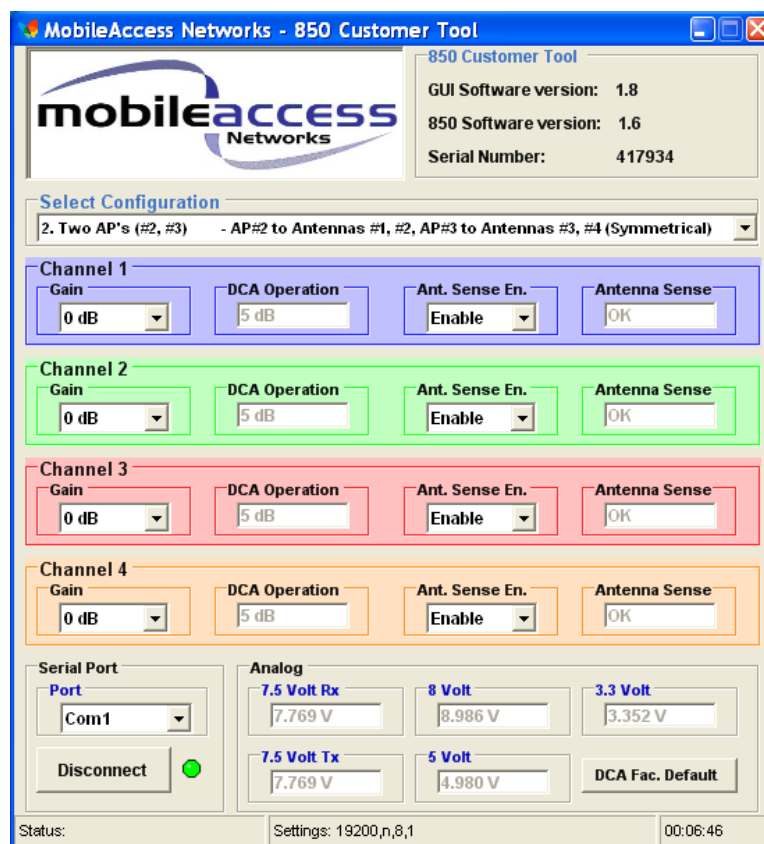 MobileAccess Networks - 850 Customer Tool
mobileaccess
Networks
850 Customer Tool
GUI Software version: 1.8
850 Software version: 1.6
Serial Number: 417934
Select Configuration
2. Two AP's (#2, #3) - AP#2 to Antennas #1, #2, AP#3 to Antennas #3, #4 (Symmetrical)
Channel 1
Gain DCA Operation Ant. Sense En. Antenna Sense
0 dB 5 dB Enable OK
Channel 2
Gain DCA Operation Ant. Sense En. Antenna Sense
0 dB 5 dB Enable OK
Channel 3
Gain DCA Operation Ant. Sense En. Antenna Sense
0 dB 5 dB Enable OK
Channel 4
Gain DCA Operation Ant. Sense En. Antenna Sense
0 dB 5 dB Enable OK
Serial Port
Port
Com1
Disconnect
Analog
7.5 Volt Rx 8 Volt 3.3 Volt
7.769 V 8.986 V 3.352 V
7.5 Volt Tx 5 Volt
7.769 V 4.980 V DCA Fac. Default
Status: Settings: 19200,n,8,1 00:06:46